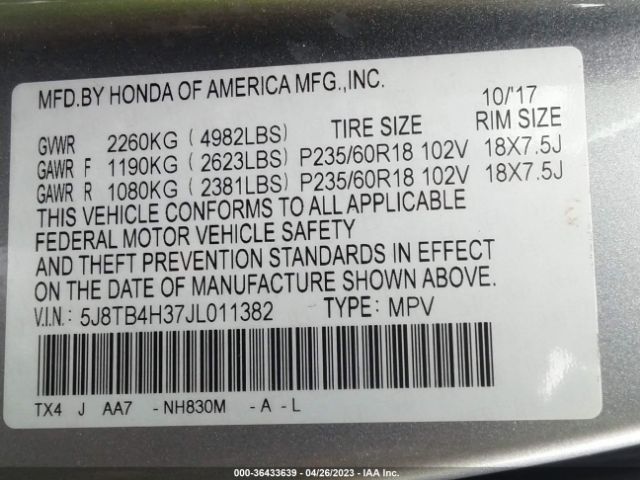 MFD.BY HONDA OF AMERICA MFG.,INC.
10/'17
GVWR 2260KG ( 4982LBS) TIRE SIZE RIM SIZE
GAWR F 1190KG ( 2623LBS) P235/60R18 102V 18X7.5J
GAWR R 1080KG ( 2381LBS) P235/60R18 102V 18X7.5J
THIS VEHICLE CONFORMS TO ALL APPLICABLE
FEDERAL MOTOR VEHICLE SAFETY
AND THEFT PREVENTION STANDARDS IN EFFECT
ON THE DATE OF MANUFACTURE SHOWN ABOVE.
V.I.N.: 5J8TB4H37JL011382 TYPE: MPV
TX4 J AA7 - NH830M - A - L
000-36433639 - 04/26/2023 - IAA Inc.